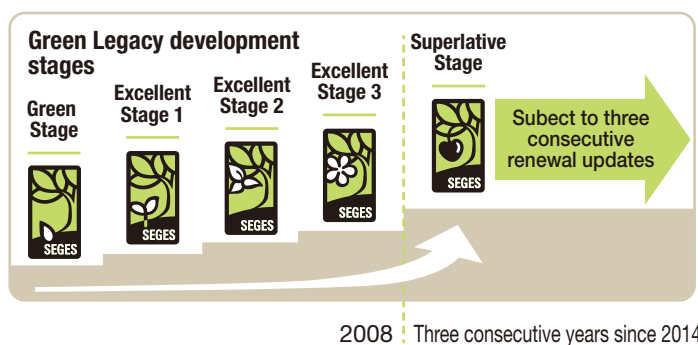 Green Legacy development
stages
Green
Stage
SEGES
Excellent
Stage 1
SEGES
Excellent
Stage 2
SEGES
Excellent
Stage 3
SEGES
Superlative
Stage
SEGES
Subect to three
consecutive
renewal updates
2008
Three consecutive years since 2014